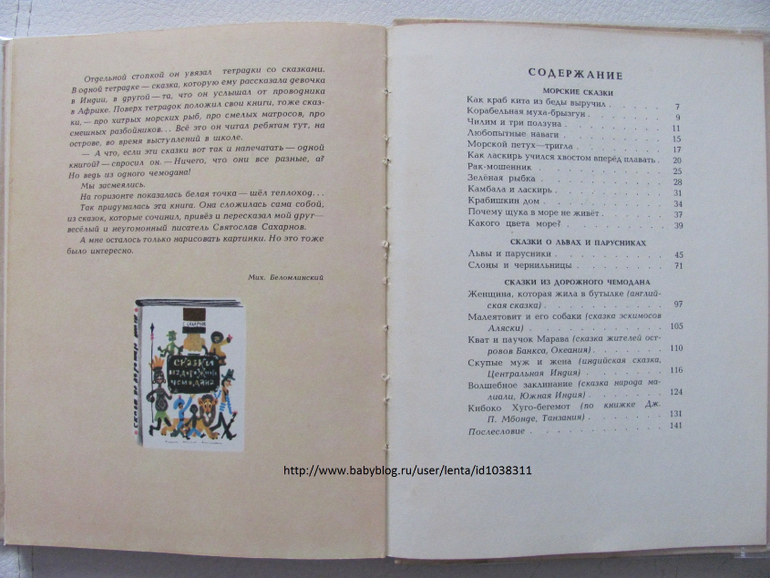 Отдельной стопкой он увязал тетрадки со сказками.
В одной тетрадке — сказка, которую ему рассказала девочка
в Индии, в другой — та, что он услышал от проводника
в Африке. Поверх тетрадок положил свои книги, тоже сказ-
ки, — про хитрых морских рыб, про смелых матросов, про
смешных разбойников... Всё это он читал ребятам тут, на
острове, во время выступлений в школе.
— А что, если эти сказки вот так и напечатать — одной
книгой? — спросил он. — Ничего, что они все разные, а?
Но ведь из одного чемодана!
Мы засмеялись.
На горизонте показалась белая точка — шёл теплоход...
Так придумалась эта книга. Она сложилась сама собой,
из сказок, которые сочинил, привёз и пересказал мой друг —
весёлый и неугомонный писатель Святослав Сахарнов.
А мне осталось только нарисовать картинки. Но это тоже
было интересно.
Мих. Беломлинский
сказки
из дорожного
чемодана
СОДЕРЖАНИЕ
МОРСКИЕ СКАЗКИ
Как краб кита из беды выручил . . . . . . 7
Корабельная муха-брызгун . . . . . . 9
Чилим и три ползуна . . . . . . 11
Любопытные наваги . . . . . . 15
Морской петух—тригла . . . . . . 17
Как ласкирь учился хвостом вперёд плавать . 20
Рак-мошенник . . . . . . 25
Зелёная рыбка . . . . . . 28
Камбала и ласкирь . . . . . . 31
Крабишкин дом . . . . . . 34
Почему щука в море не живёт . . . . . . 37
Какого цвета море? . . . . . . 39
СКАЗКИ О ЛЬВАХ И ПАРУСНИКАХ
Львы и парусники . . . . . . 45
Слоны и чернильницы . . . . . . 71
СКАЗКИ ИЗ ДОРОЖНОГО ЧЕМОДАНА
Женщина, которая жила в бутылке (англий-
ская сказка) . . . . . . 97
Малеятовит и его собаки (сказка эскимосов
Аляски) . . . . . . 105
Кват и паучок Марава (сказка жителей ост-
ровов Банкса, Океания) . . . . . . 110
Скупые муж и жена (индийская сказка,
Центральная Индия) . . . . . . 116
Волшебное заклинание (сказка народа ма-
лиали, Южная Индия) . . . . . . 124
Кибоко Хуго-бегемот (по книжке Дж.
П. Мбонде, Танзания) . . . . . . 131
Послесловие . . . . . . 141
http://www.babyblog.ru/user/lenta/id1038311